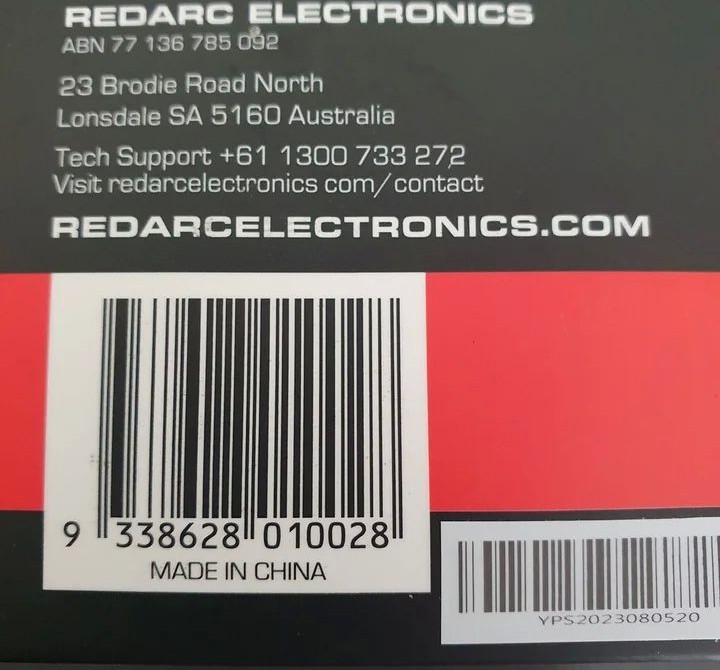 REDARC ELECTRONICS
ABN 77 136 785 092
23 Brodie Road North
Lonsdale SA 5160 Australia
Tech Support +61 1300 733 272
Visit redarcelectronics com/contact
REDARCELECTRONICS.COM
9 338628 010028
MADE IN CHINA
YPS2023080520